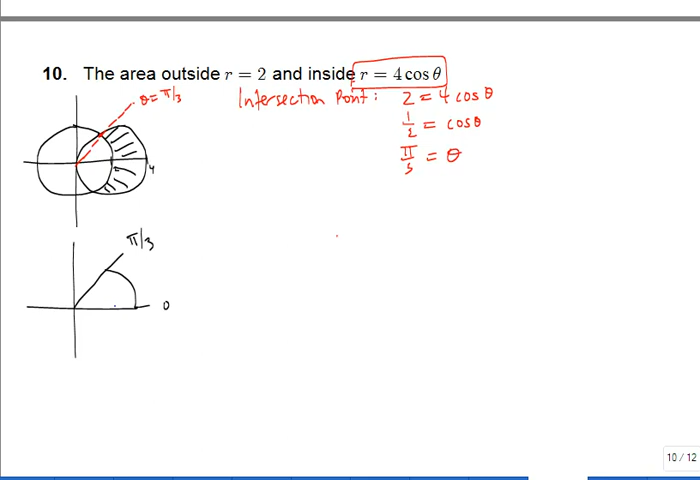 10. The area outside r = 2 and inside r = 4 cos θ
θ = π/3
Intersection Point: 2 = 4 cos θ
1/2 = cos θ
π/3 = θ
4
π/3
0
10 / 12